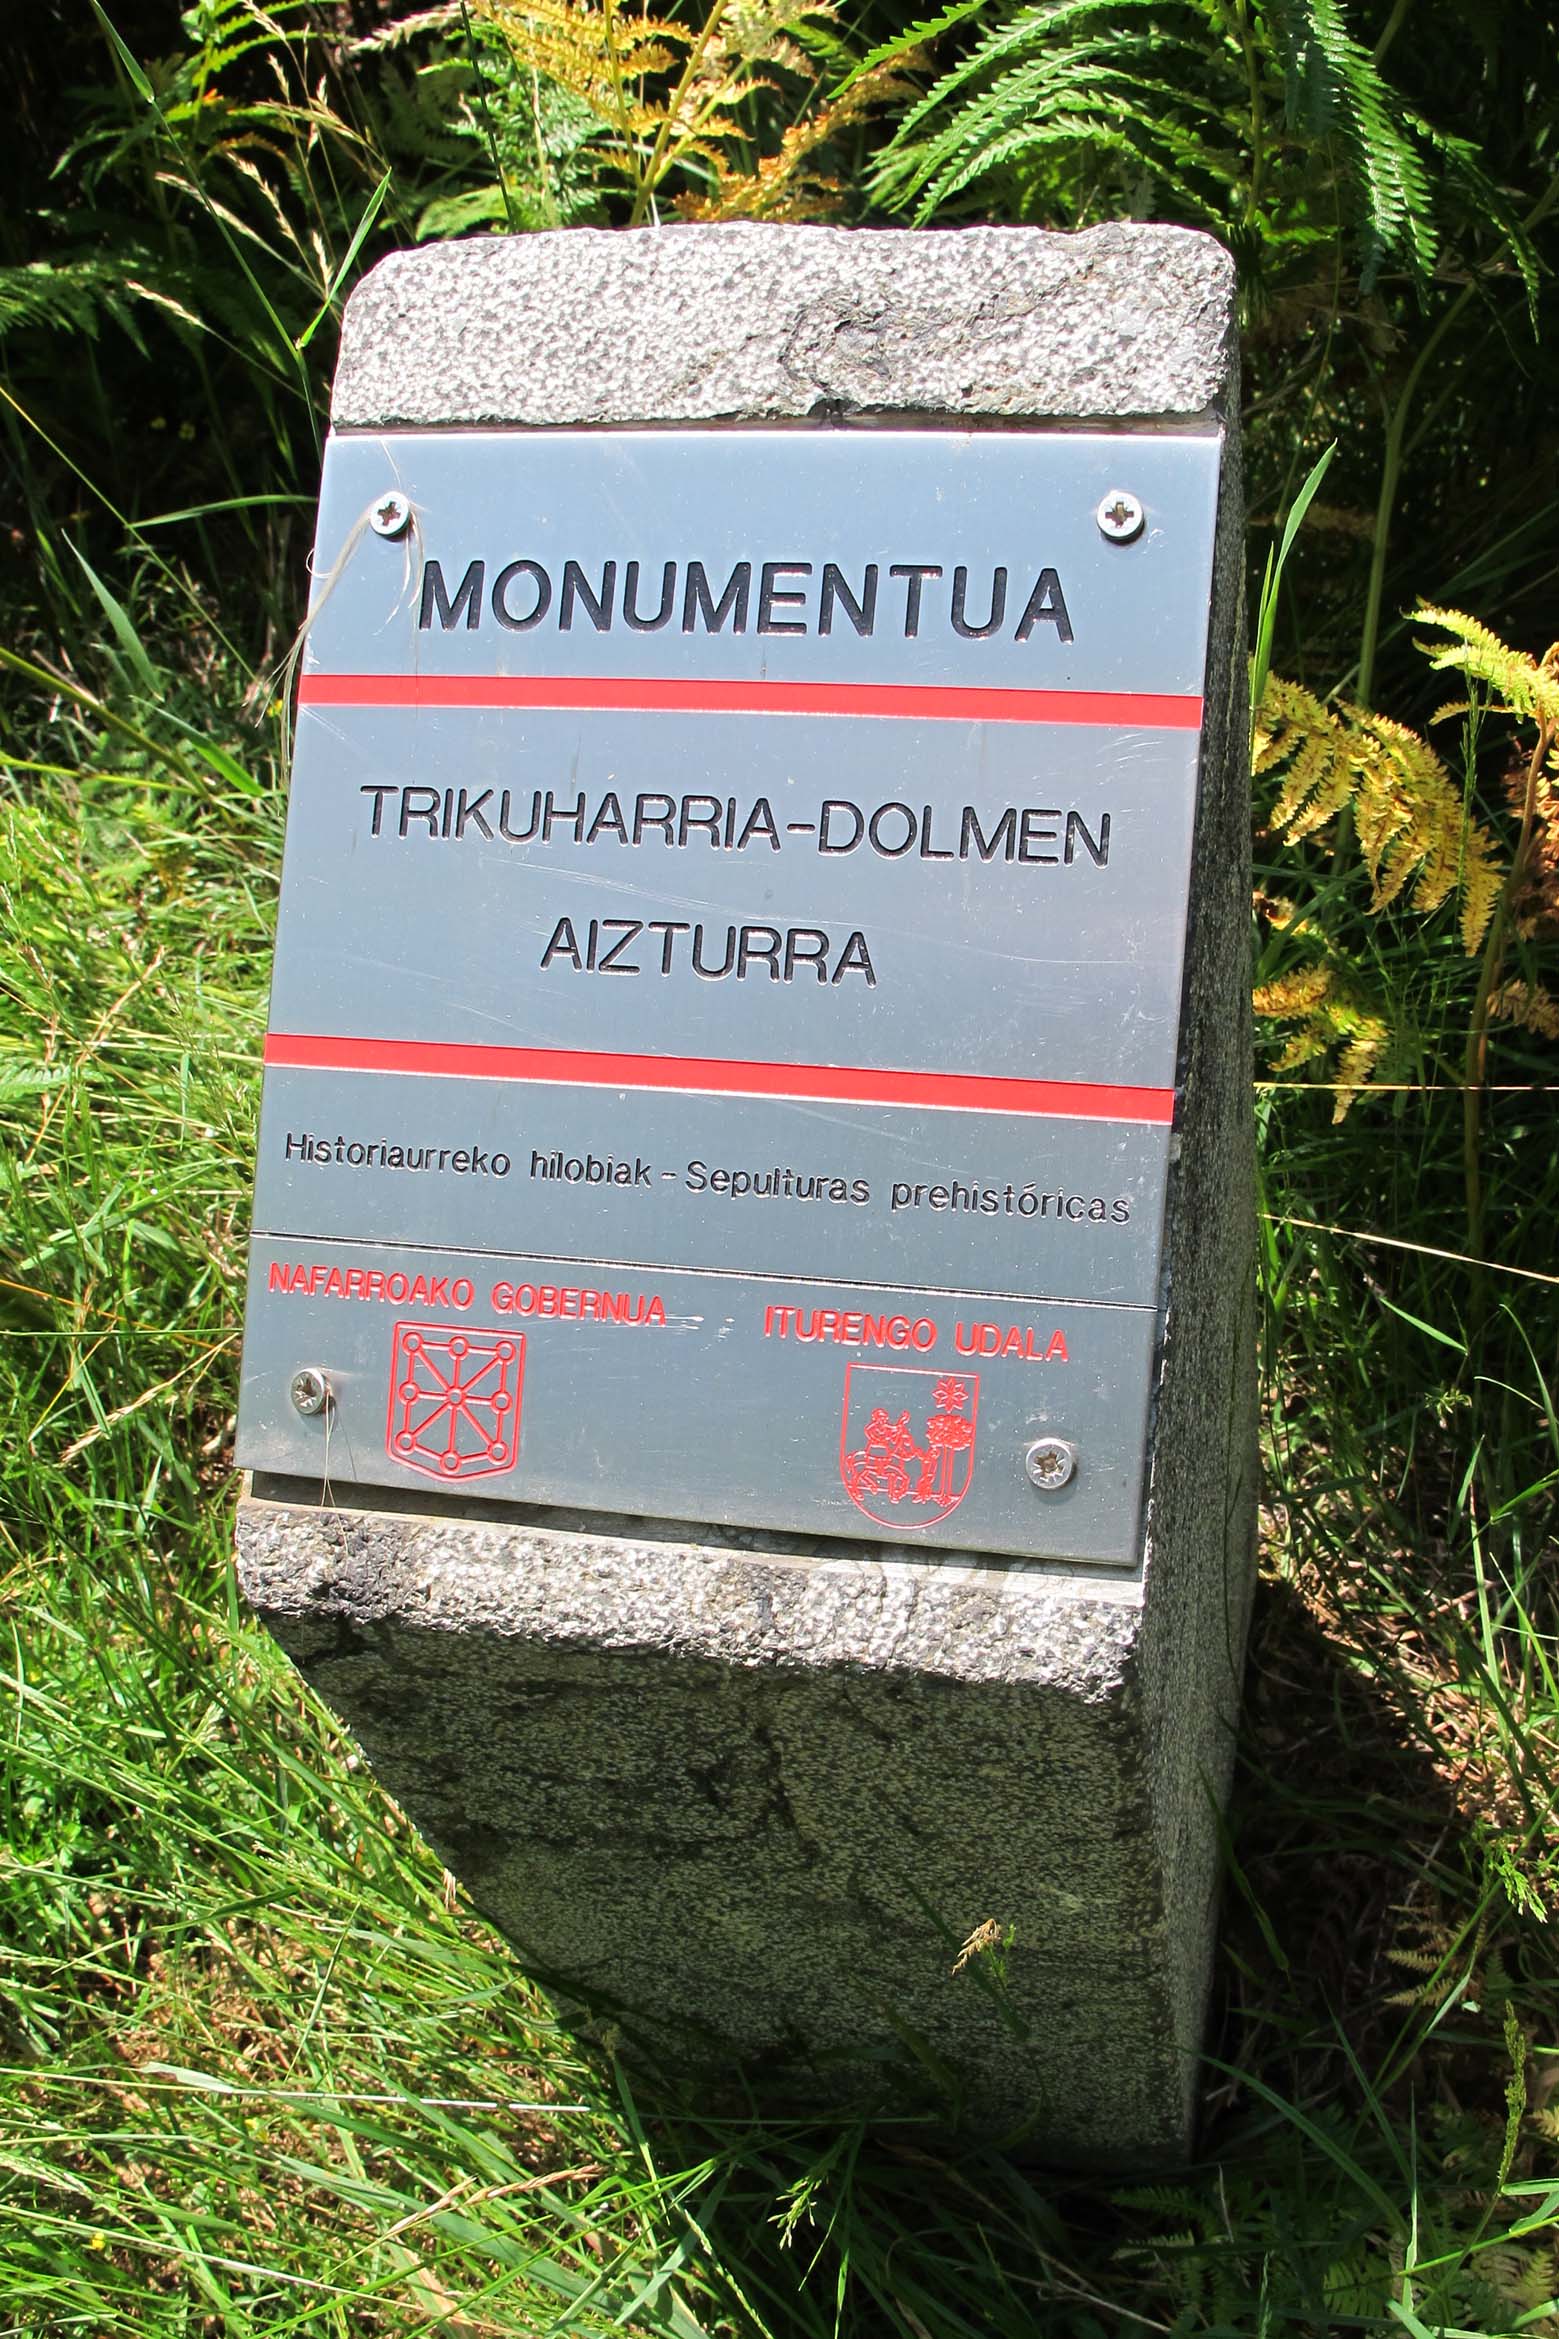 MONUMENTUA
TRIKUHARRIA-DOLMEN
AIZTURRA
Historiaurreko hilobiak - Sepulturas prehistóricas
NAFARROAKO GOBERNUA
ITURENGO UDALA